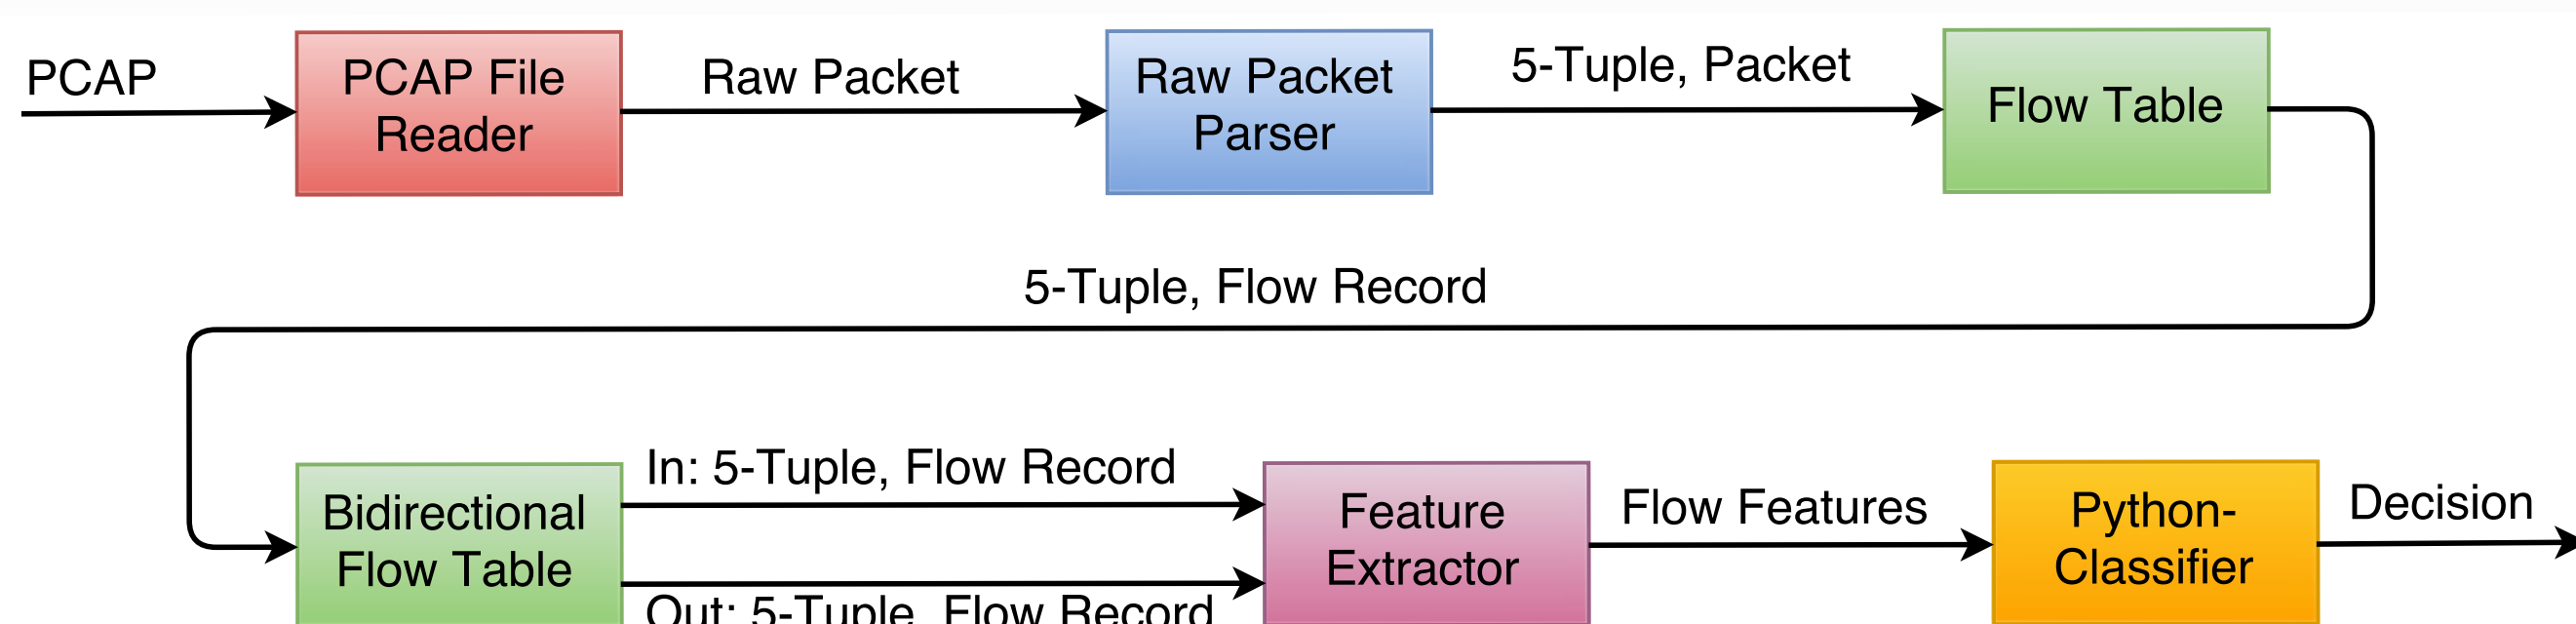 PCAP
PCAP File
Reader
Raw Packet
Raw Packet
Parser
5-Tuple, Packet
Flow Table
5-Tuple, Flow Record
Bidirectional
Flow Table
In: 5-Tuple, Flow Record
Out: 5-Tuple, Flow Record
Feature
Extractor
Flow Features
Python-
Classifier
Decision